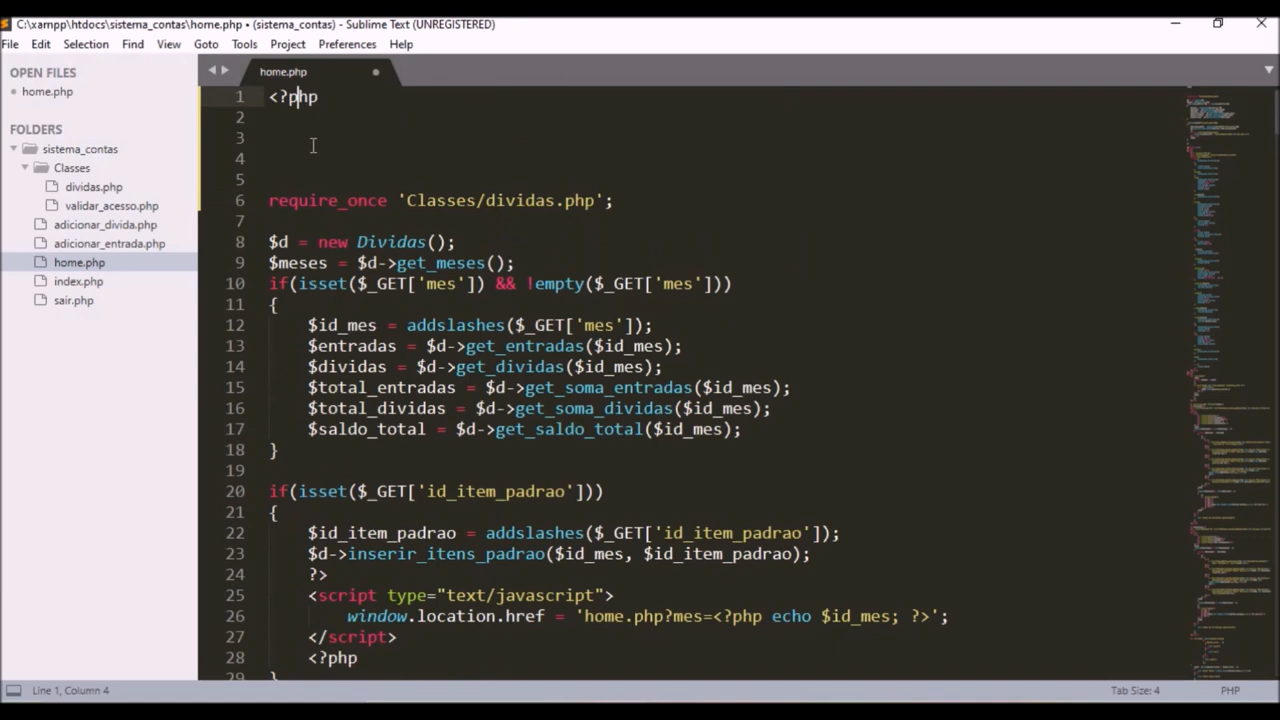 C:\xampp\htdocs\sistema_contas\home.php • (sistema_contas) - Sublime Text (UNREGISTERED)
File Edit Selection Find View Goto Tools Project Preferences Help
OPEN FILES
home.php
FOLDERS
sistema_contas
Classes
dividas.php
validar_acesso.php
adicionar_divida.php
adicionar_entrada.php
home.php
index.php
sair.php
home.php
1 <?php
2
3
4
5
6 require_once 'Classes/dividas.php';
7
8 $d = new Dividas();
9 $meses = $d->get_meses();
10 if(isset($_GET['mes']) && !empty($_GET['mes']))
11 {
12     $id_mes = addslashes($_GET['mes']);
13     $entradas = $d->get_entradas($id_mes);
14     $dividas = $d->get_dividas($id_mes);
15     $total_entradas = $d->get_soma_entradas($id_mes);
16     $total_dividas = $d->get_soma_dividas($id_mes);
17     $saldo_total = $d->get_saldo_total($id_mes);
18 }
19
20 if(isset($_GET['id_item_padrao']))
21 {
22     $id_item_padrao = addslashes($_GET['id_item_padrao']);
23     $d->inserir_itens_padrao($id_mes, $id_item_padrao);
24     ?>
25     <script type="text/javascript">
26         window.location.href = 'home.php?mes=<?php echo $id_mes; ?>';
27     </script>
28     <?php
29 }
Line 1, Column 4
Tab Size: 4
PHP